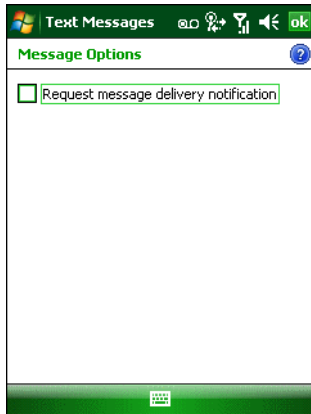 Text Messages ok
Message Options
Request message delivery notification